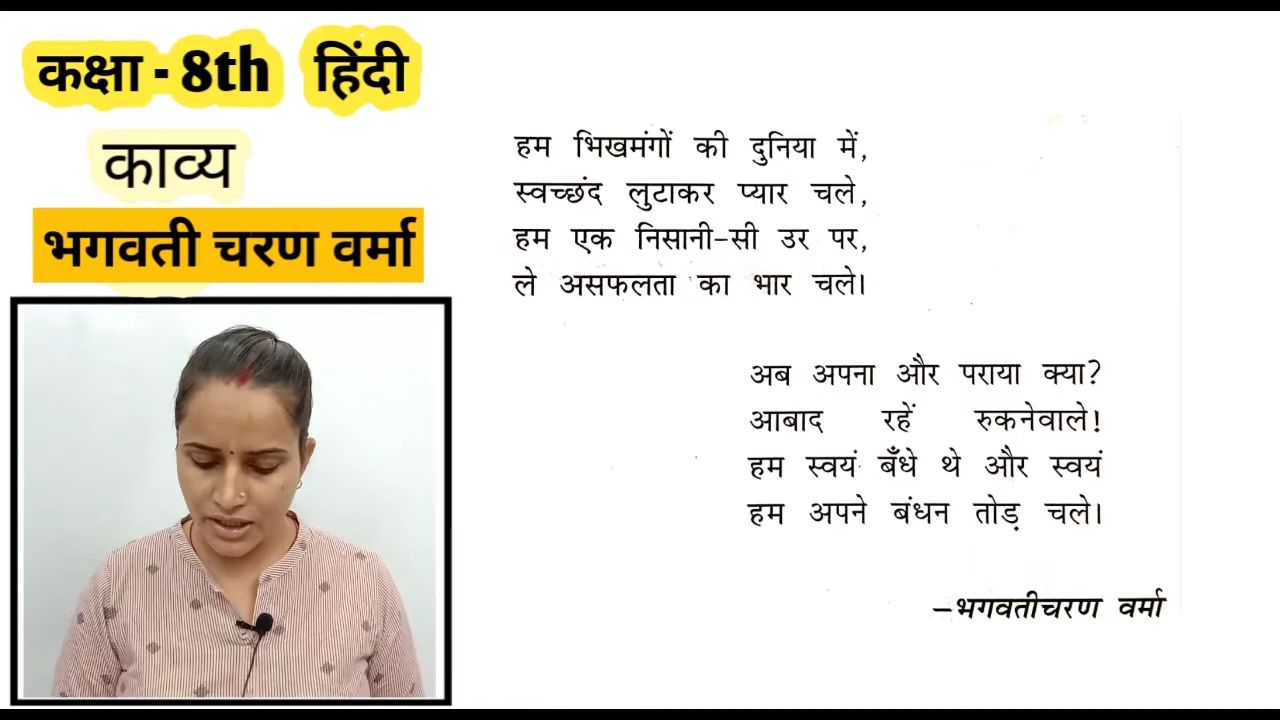 कक्षा - 8th हिंदी
काव्य
भगवती चरण वर्मा
हम भिखमंगों की दुनिया में,
स्वच्छंद लुटाकर प्यार चले,
हम एक निसानी-सी उर पर,
ले असफलता का भार चले।
अब अपना और पराया क्या?
आबाद रहें रुकनेवाले!
हम स्वयं बँधे थे और स्वयं
हम अपने बंधन तोड़ चले।
-भगवतीचरण वर्मा